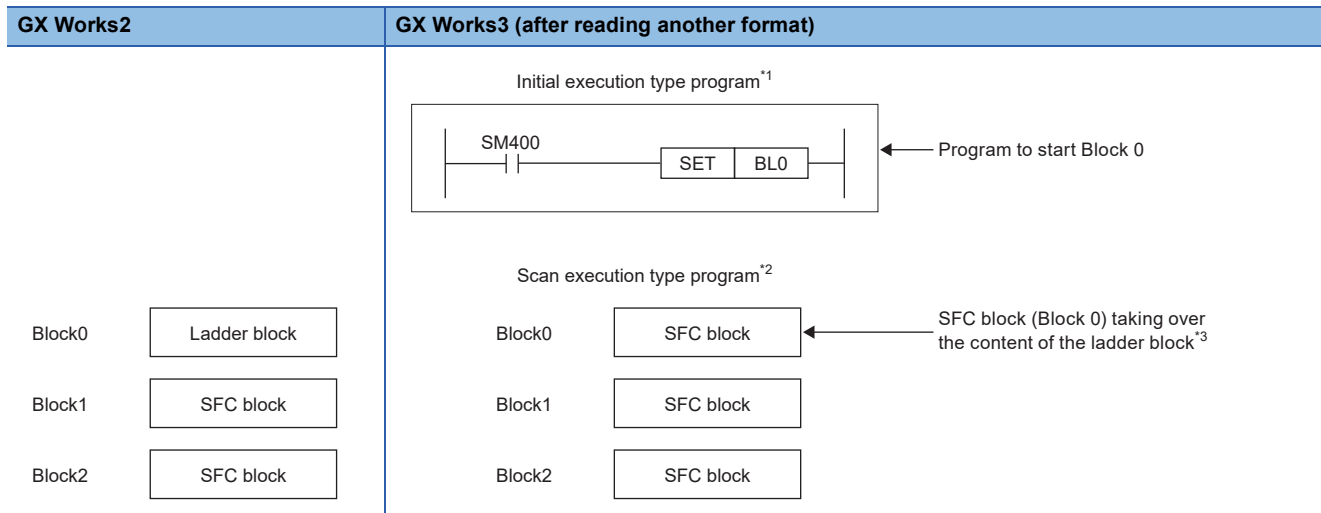 GX Works2
GX Works3 (after reading another format)
Initial execution type program*1
SM400
SET
BL0
Program to start Block 0
Scan execution type program*2
Block0
Ladder block
Block0
SFC block
SFC block (Block 0) taking over
the content of the ladder block*3
Block1
SFC block
Block1
SFC block
Block2
SFC block
Block2
SFC block